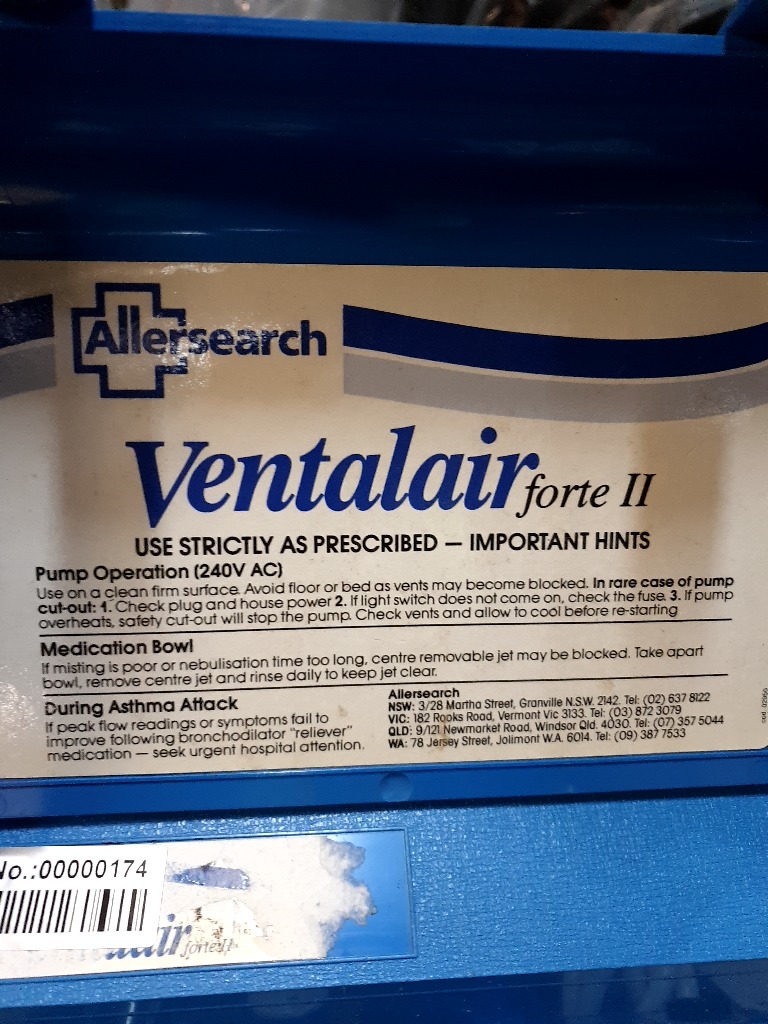 Allersearch
Ventalair forte II
USE STRICTLY AS PRESCRIBED — IMPORTANT HINTS
Pump Operation (240V AC)
Use on a clean firm surface. Avoid floor or bed as vents may become blocked. In rare case of pump
cut-out: 1. Check plug and house power 2. If light switch does not come on, check the fuse. 3. If pump
overheats, safety cut-out will stop the pump. Check vents and allow to cool before re-starting
Medication Bowl
If misting is poor or nebulisation time too long, centre removable jet may be blocked. Take apart
bowl, remove centre jet and rinse daily to keep jet clear.
During Asthma Attack
If peak flow readings or symptoms fail to
improve following bronchodilator "reliever"
medication — seek urgent hospital attention.
Allersearch
NSW: 3/28 Martha Street, Granville N.S.W. 2142. Tel: (02) 637 8122
VIC: 182 Rooks Road, Vermont Vic 3133. Tel: (03) 872 3079
QLD: 9/121 Newmarket Road, Windsor Qld. 4030. Tel: (07) 357 5044
WA: 78 Jersey Street, Jolimont W.A. 6014. Tel: (09) 387 7533
No.:00000174
forte II